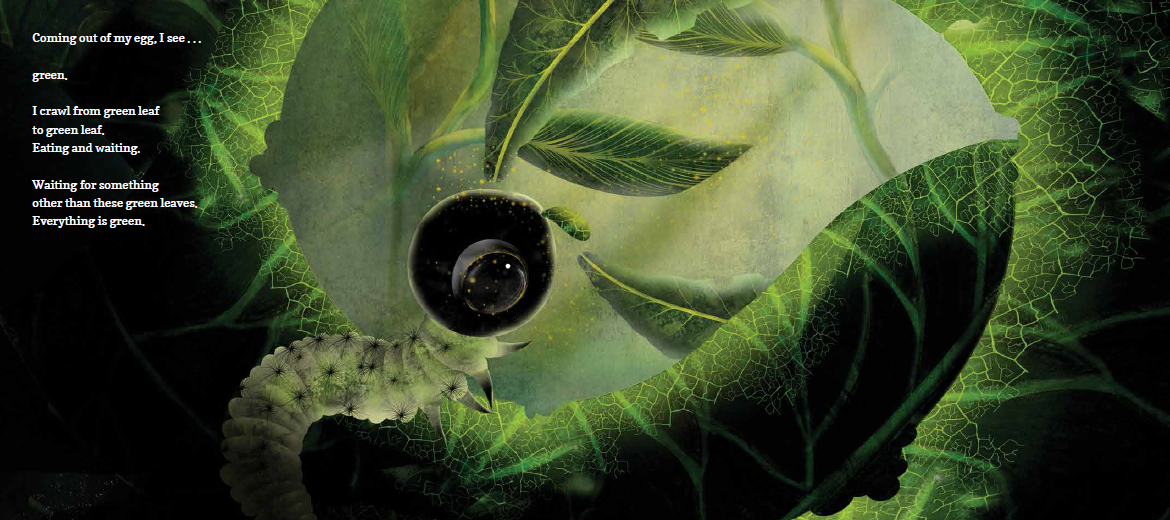 Coming out of my egg, I see . . .
green.
I crawl from green leaf
to green leaf.
Eating and waiting.
Waiting for something
other than these green leaves.
Everything is green.